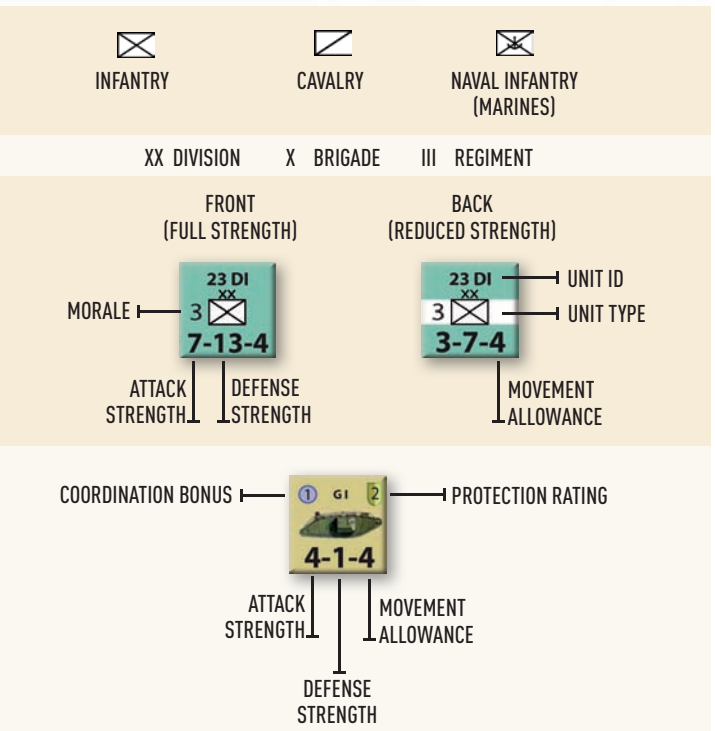 INFANTRY
CAVALRY
NAVAL INFANTRY
(MARINES)
XX DIVISION X BRIGADE III REGIMENT
FRONT
(FULL STRENGTH)
BACK
(REDUCED STRENGTH)
23 DI
XX
3
7-13-4
MORALE
ATTACK
STRENGTH
DEFENSE
STRENGTH
23 DI
XX
3
3-7-4
UNIT ID
UNIT TYPE
MOVEMENT
ALLOWANCE
COORDINATION BONUS
1 GI 2
4-1-4
PROTECTION RATING
ATTACK
STRENGTH
MOVEMENT
ALLOWANCE
DEFENSE
STRENGTH